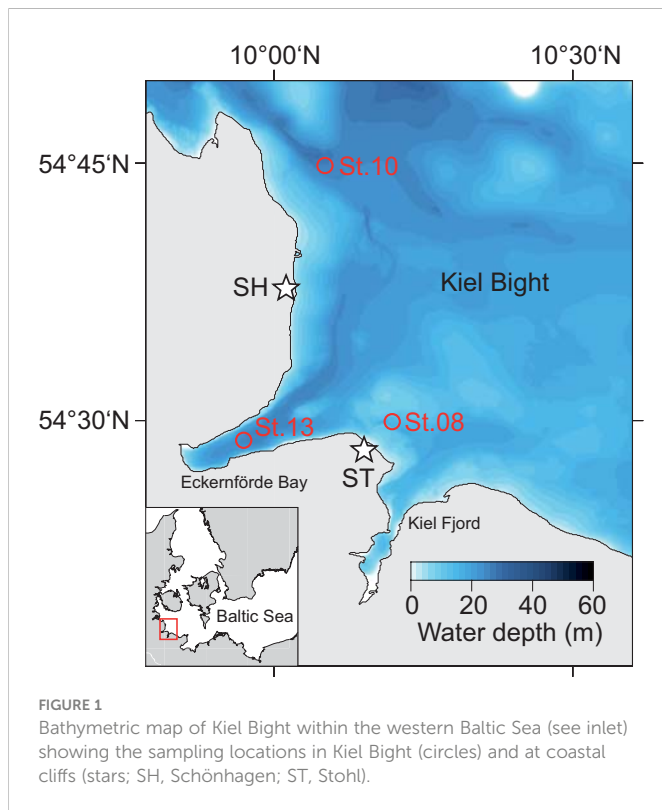 10°00‘N
10°30‘N
54°45‘N
St.10
SH
Kiel Bight
54°30‘N
St.13
St.08
ST
Eckernförde Bay
Kiel Fjord
Baltic Sea
0 20 40 60
Water depth (m)
FIGURE 1
Bathymetric map of Kiel Bight within the western Baltic Sea (see inlet)
showing the sampling locations in Kiel Bight (circles) and at coastal
cliffs (stars; SH, Schönhagen; ST, Stohl).